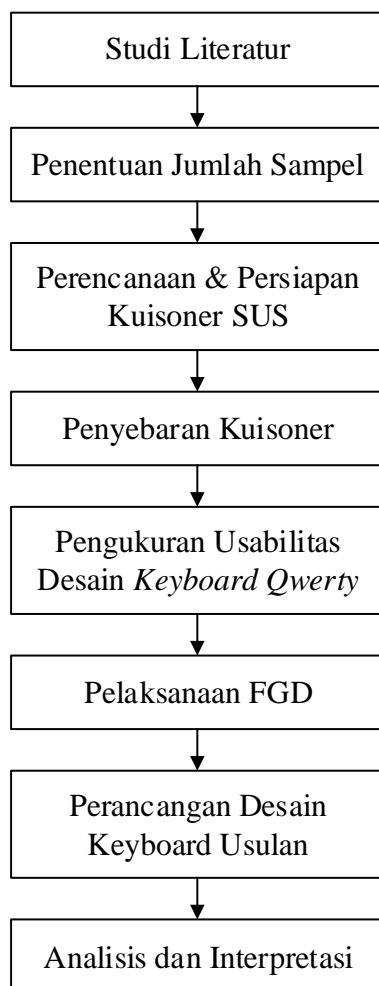 Studi Literatur
Penentuan Jumlah Sampel
Perencanaan & Persiapan
Kuisoner SUS
Penyebaran Kuisoner
Pengukuran Usabilitas
Desain Keyboard Qwerty
Pelaksanaan FGD
Perancangan Desain
Keyboard Usulan
Analisis dan Interpretasi